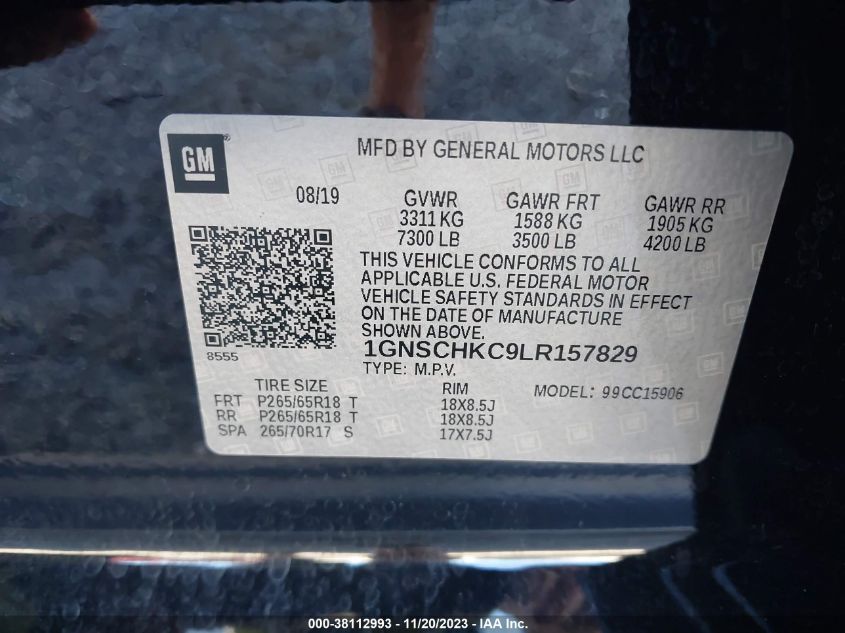 GM
MFD BY GENERAL MOTORS LLC
08/19 GVWR GAWR FRT GAWR RR
3311 KG 1588 KG 1905 KG
7300 LB 3500 LB 4200 LB
THIS VEHICLE CONFORMS TO ALL
APPLICABLE U.S. FEDERAL MOTOR
VEHICLE SAFETY STANDARDS IN EFFECT
ON THE DATE OF MANUFACTURE
SHOWN ABOVE.
8555
1GNSCHKC9LR157829
TYPE: M.P.V.
TIRE SIZE RIM MODEL: 99CC15906
FRT P265/65R18 T 18X8.5J
RR P265/65R18 T 18X8.5J
SPA 265/70R17 S 17X7.5J
000-38112993 - 11/20/2023 - IAA Inc.